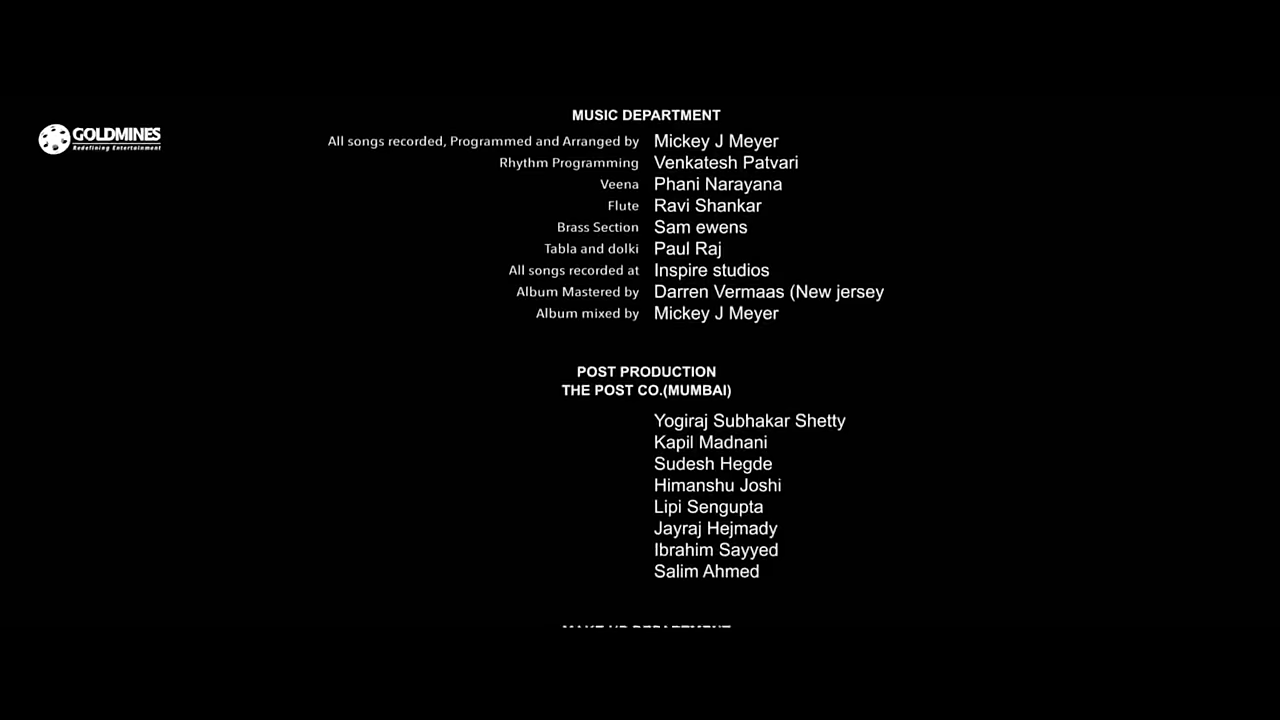 GOLDMINES
Redefining Entertainment
MUSIC DEPARTMENT
All songs recorded, Programmed and Arranged by Mickey J Meyer
Rhythm Programming Venkatesh Patvari
Veena Phani Narayana
Flute Ravi Shankar
Brass Section Sam ewens
Tabla and dolki Paul Raj
All songs recorded at Inspire studios
Album Mastered by Darren Vermaas (New jersey
Album mixed by Mickey J Meyer
POST PRODUCTION
THE POST CO.(MUMBAI)
Yogiraj Subhakar Shetty
Kapil Madnani
Sudesh Hegde
Himanshu Joshi
Lipi Sengupta
Jayraj Hejmady
Ibrahim Sayyed
Salim Ahmed